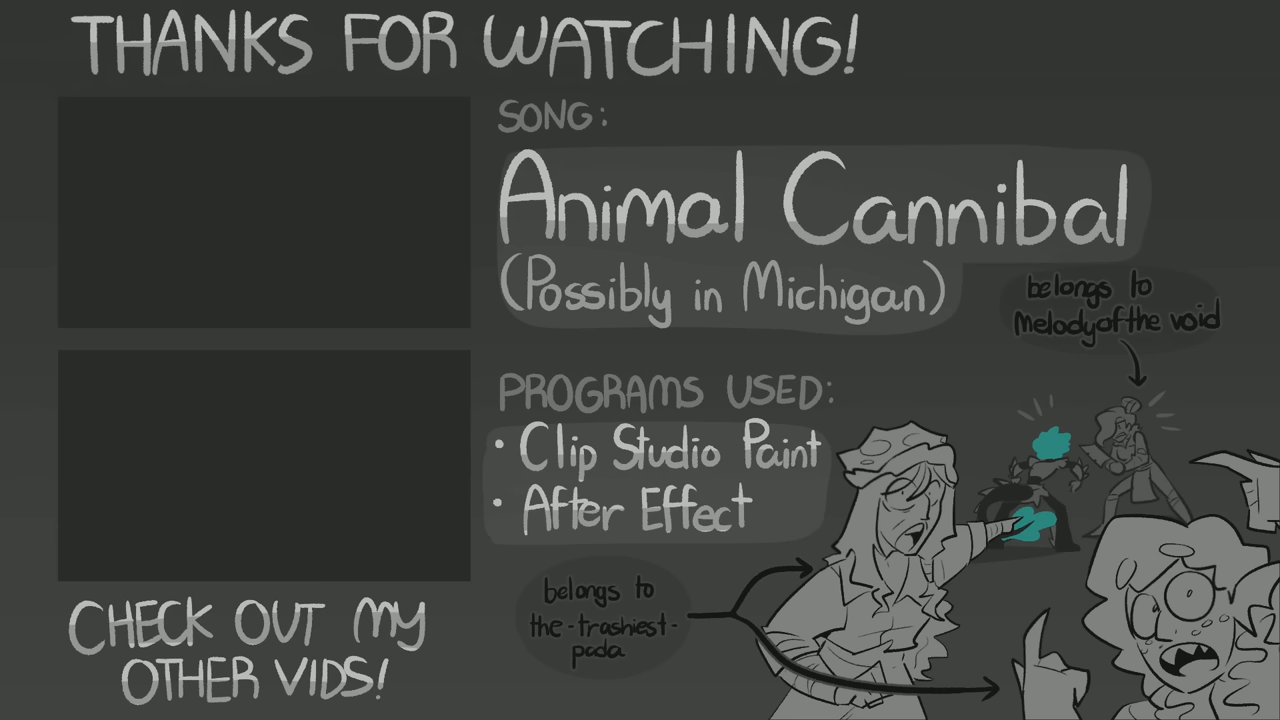 THANKS FOR WATCHING!
SONG:
Animal Cannibal
(Possibly in Michigan)
belongs to
Melodyofthe void
PROGRAMS USED:
• Clip Studio Paint
• After Effect
belongs to
the-trashiest-
pada
CHECK OUT MY
OTHER VIDS!